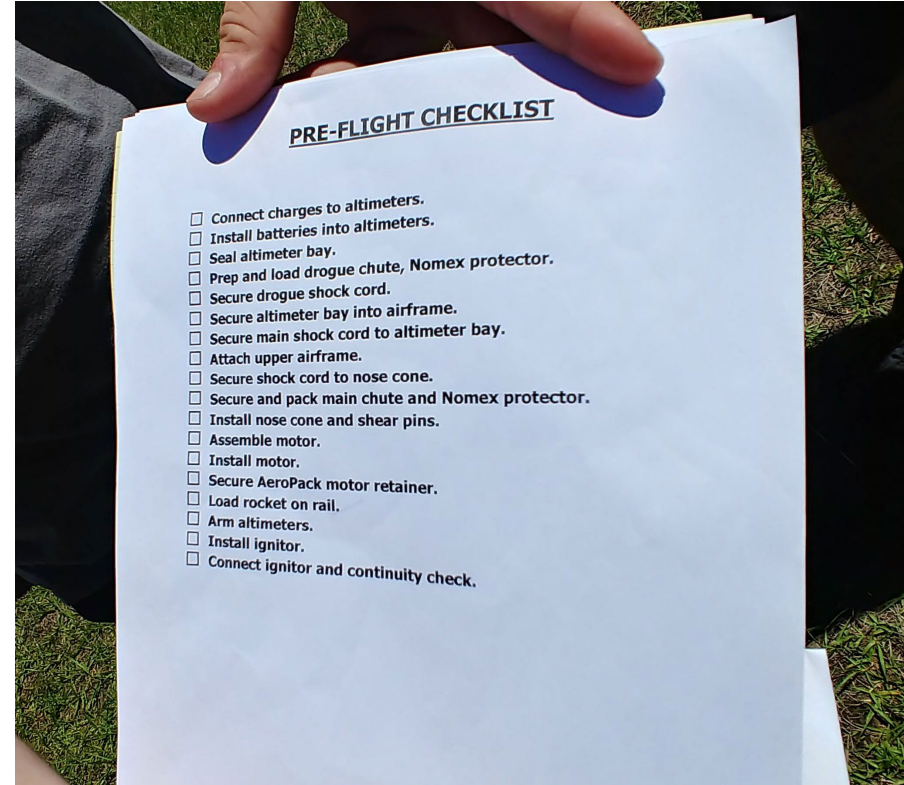 PRE-FLIGHT CHECKLIST
☐ Connect charges to altimeters.
☐ Install batteries into altimeters.
☐ Seal altimeter bay.
☐ Prep and load drogue chute, Nomex protector.
☐ Secure drogue shock cord.
☐ Secure altimeter bay into airframe.
☐ Secure main shock cord to altimeter bay.
☐ Attach upper airframe.
☐ Secure shock cord to nose cone.
☐ Secure and pack main chute and Nomex protector.
☐ Install nose cone and shear pins.
☐ Assemble motor.
☐ Install motor.
☐ Secure AeroPack motor retainer.
☐ Load rocket on rail.
☐ Arm altimeters.
☐ Install ignitor.
☐ Connect ignitor and continuity check.